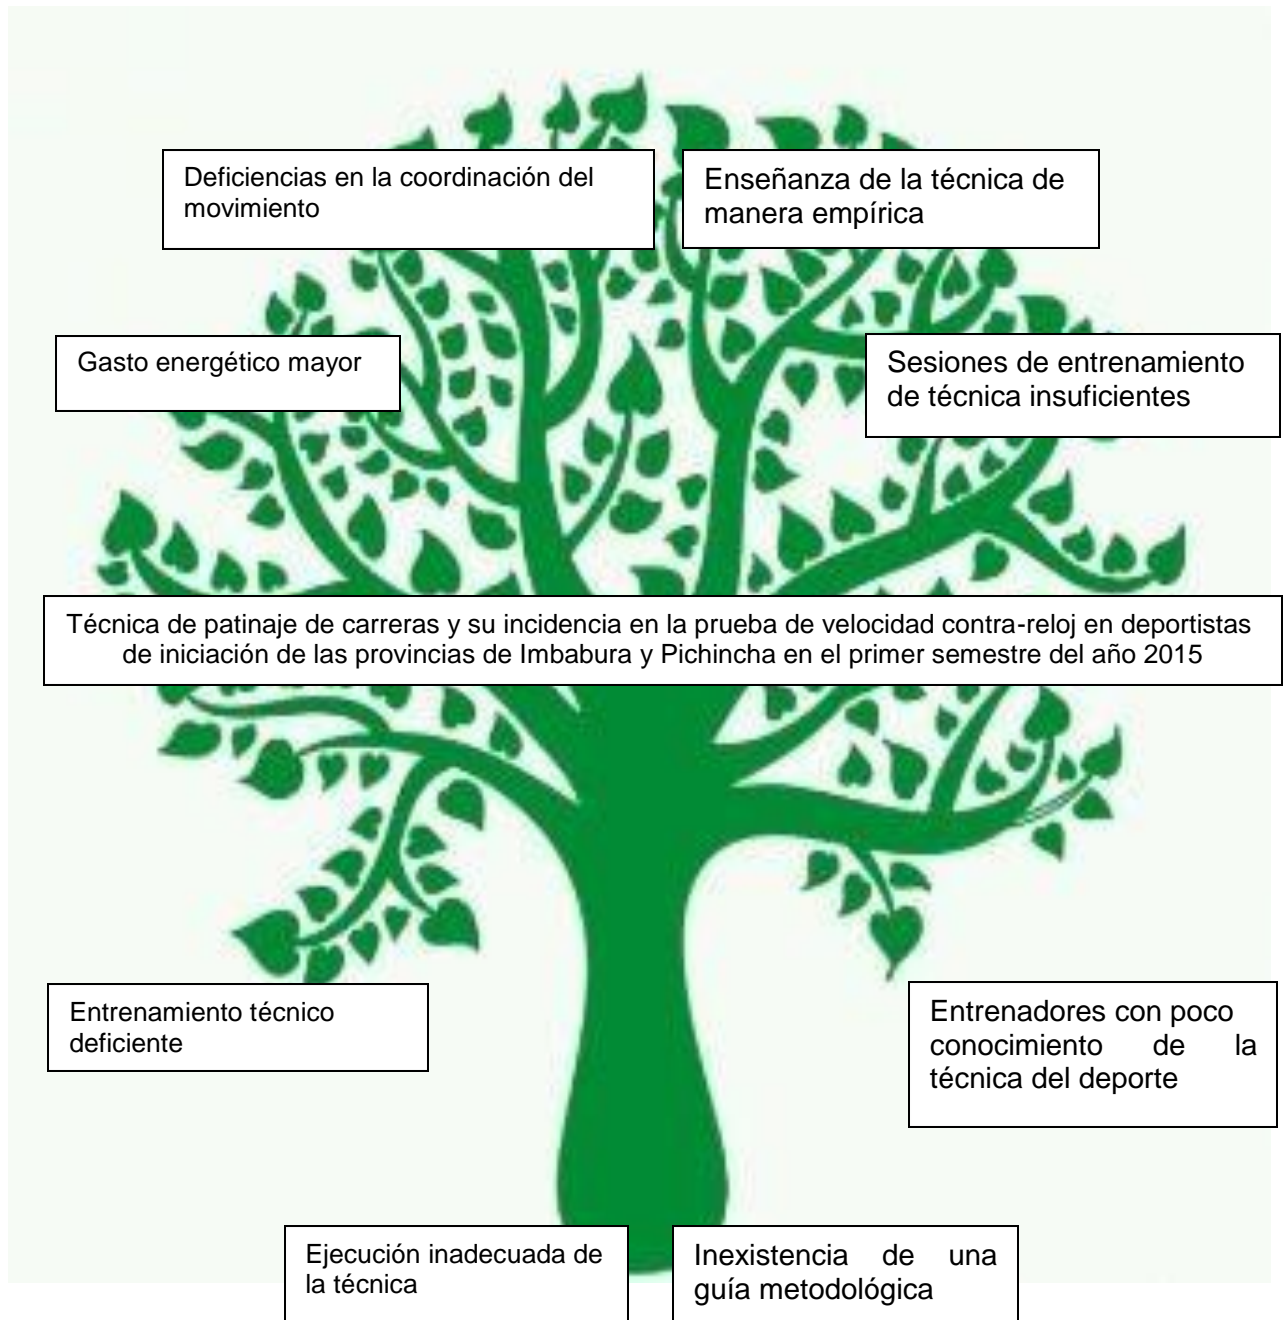 Deficiencias en la coordinación del
movimiento
Enseñanza de la técnica de
manera empírica
Gasto energético mayor
Sesiones de entrenamiento
de técnica insuficientes
Técnica de patinaje de carreras y su incidencia en la prueba de velocidad contra-reloj en deportistas
de iniciación de las provincias de Imbabura y Pichincha en el primer semestre del año 2015
Entrenamiento técnico
deficiente
Entrenadores con poco
conocimiento de la
técnica del deporte
Ejecución inadecuada de
la técnica
Inexistencia de una
guía metodológica